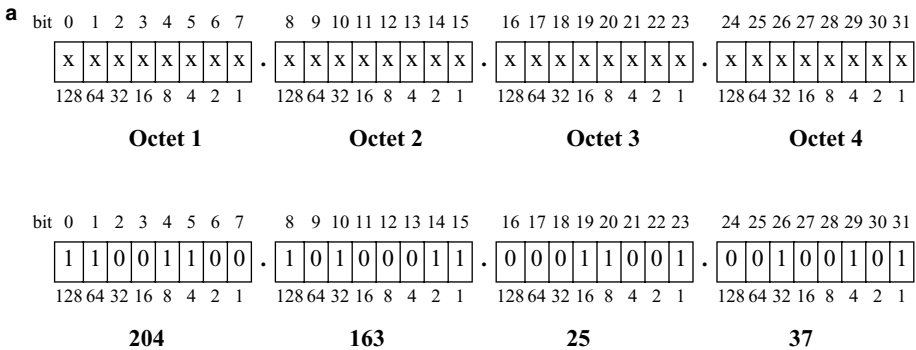 a
bit 0 1 2 3 4 5 6 7 8 9 10 11 12 13 14 15 16 17 18 19 20 21 22 23 24 25 26 27 28 29 30 31
x x x x x x x x . x x x x x x x x . x x x x x x x x . x x x x x x x x
128 64 32 16 8 4 2 1 128 64 32 16 8 4 2 1 128 64 32 16 8 4 2 1 128 64 32 16 8 4 2 1
Octet 1 Octet 2 Octet 3 Octet 4
bit 0 1 2 3 4 5 6 7 8 9 10 11 12 13 14 15 16 17 18 19 20 21 22 23 24 25 26 27 28 29 30 31
1 1 0 0 1 1 0 0 . 1 0 1 0 0 0 1 1 . 0 0 0 1 1 0 0 1 . 0 0 1 0 0 1 0 1
128 64 32 16 8 4 2 1 128 64 32 16 8 4 2 1 128 64 32 16 8 4 2 1 128 64 32 16 8 4 2 1
204 163 25 37